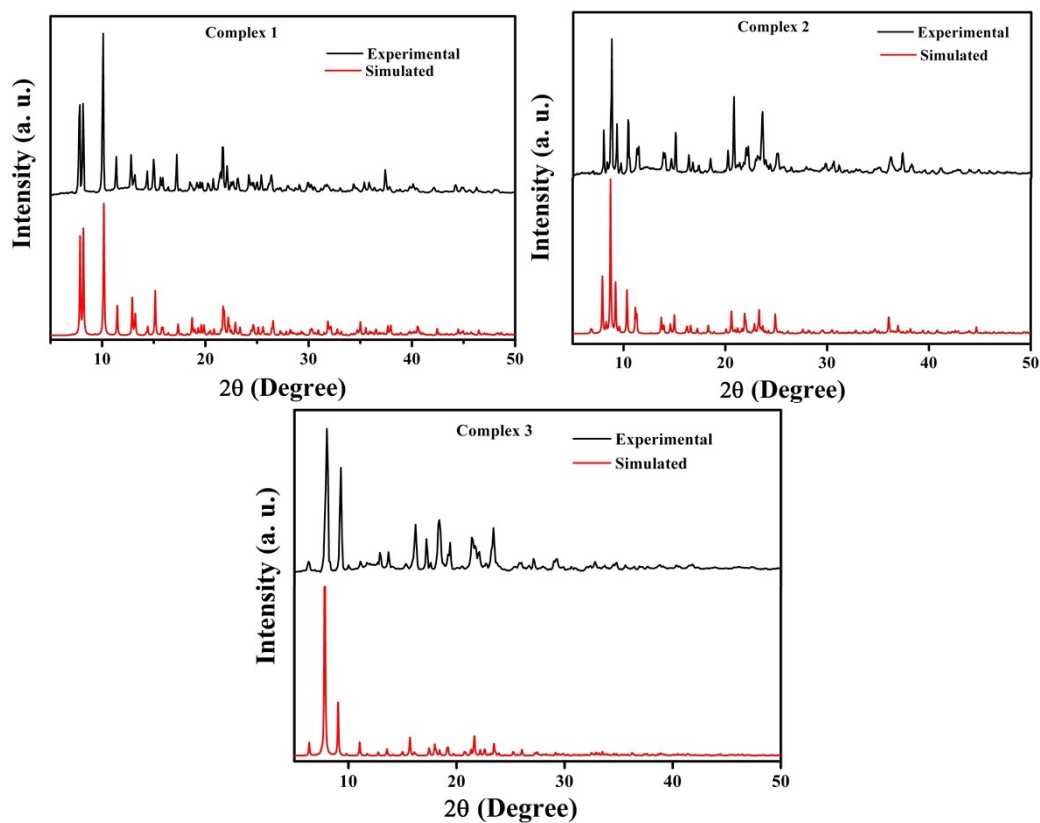 Complex 1
Experimental
Simulated
Intensity (a. u.)
10 20 30 40 50
2θ (Degree)
Complex 2
Experimental
Simulated
Intensity (a. u.)
10 20 30 40 50
2θ (Degree)
Complex 3
Experimental
Simulated
Intensity (a. u.)
10 20 30 40 50
2θ (Degree)